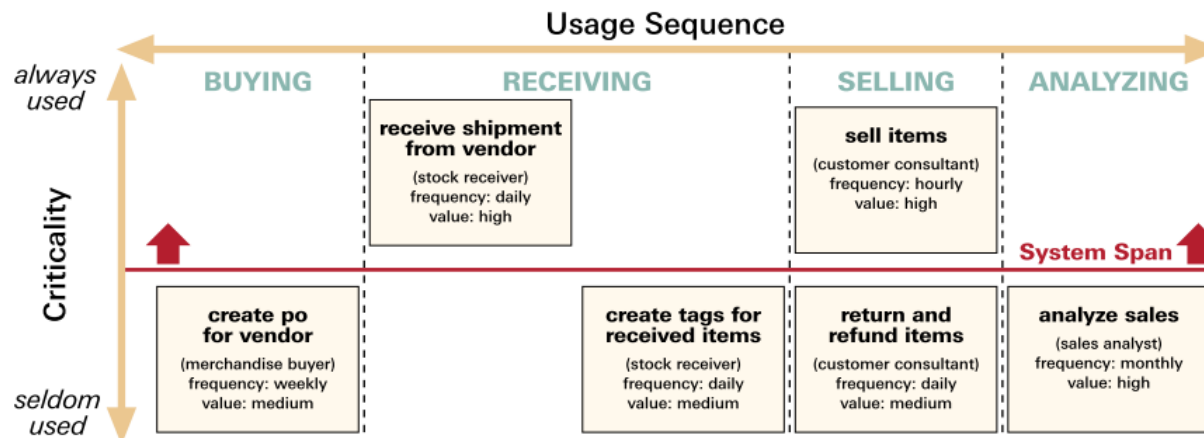 Usage Sequence
always
used
BUYING
RECEIVING
SELLING
ANALYZING
receive shipment
from vendor
(stock receiver)
frequency: daily
value: high
sell items
(customer consultant)
frequency: hourly
value: high
Criticality
System Span
create po
for vendor
(merchandise buyer)
frequency: weekly
value: medium
create tags for
received items
(stock receiver)
frequency: daily
value: medium
return and
refund items
(customer consultant)
frequency: daily
value: medium
analyze sales
(sales analyst)
frequency: monthly
value: high
seldom
used